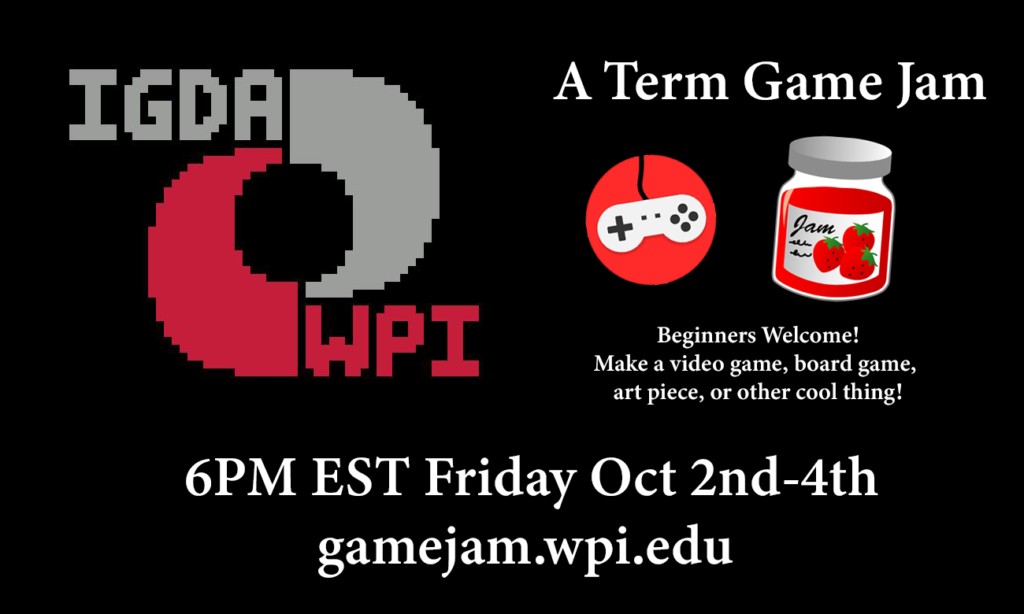 IGDA
WPI
A Term Game Jam
Jam
Beginners Welcome!
Make a video game, board game,
art piece, or other cool thing!
6PM EST Friday Oct 2nd-4th
gamejam.wpi.edu